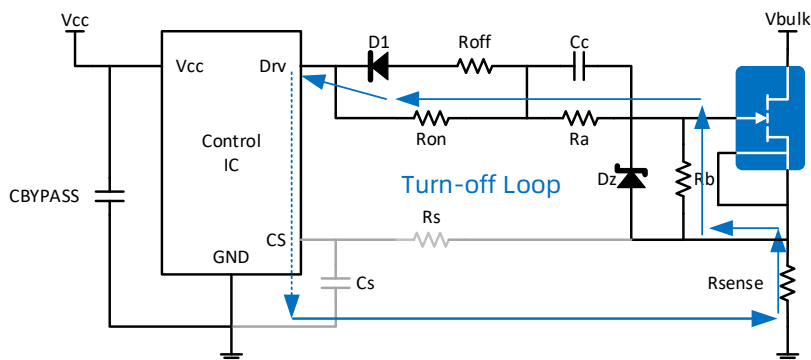 Vcc
Vbulk
D1
Roff
Cc
Vcc
Drv
Control
IC
Ron
Ra
CBYPASS
Turn-off Loop
Dz
Rb
CS
Rs
GND
Cs
Rsense